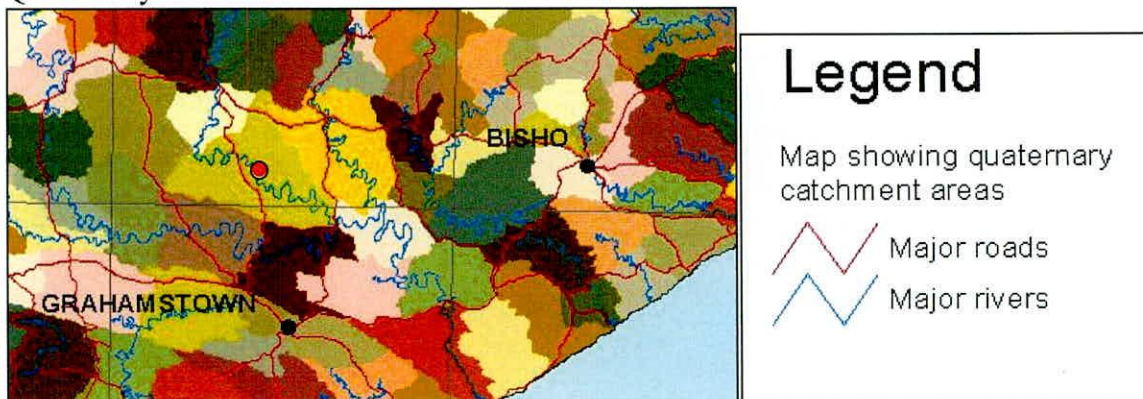 BISHO
GRAHAMSTOWN
Legend
Map showing quaternary
catchment areas
Major roads
Major rivers